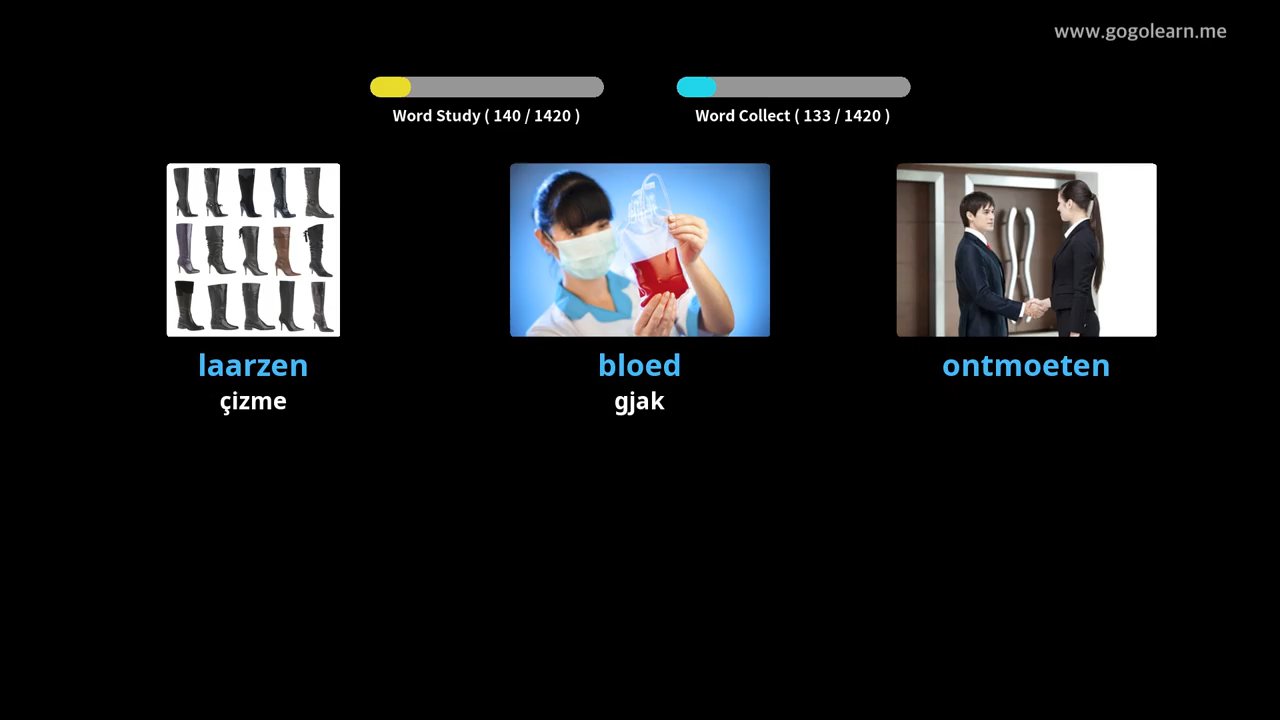 www.gogolearn.me
Word Study ( 140 / 1420 )
Word Collect ( 133 / 1420 )
laarzen
çizme
bloed
gjak
ontmoeten